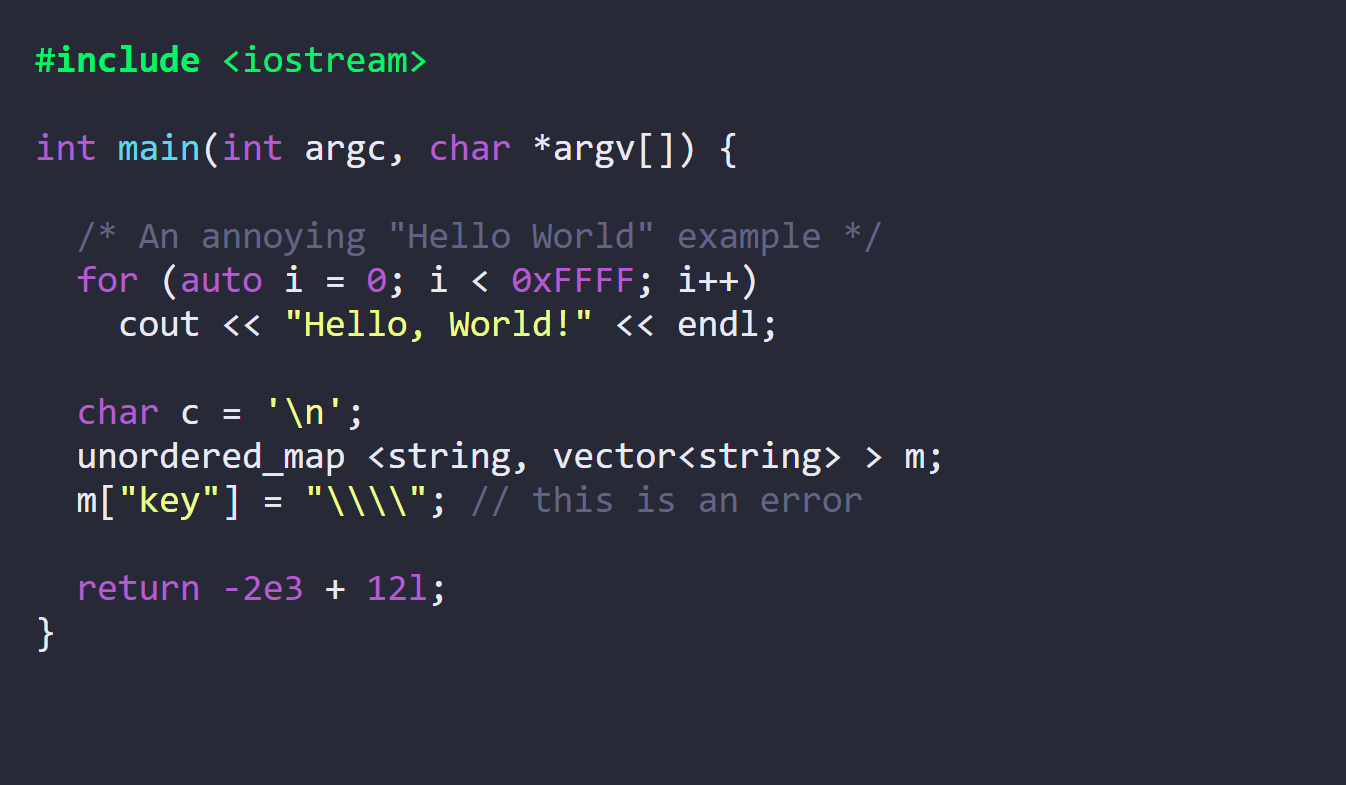 #include <iostream>

int main(int argc, char *argv[]) {

  /* An annoying "Hello World" example */
  for (auto i = 0; i < 0xFFFF; i++)
    cout << "Hello, World!" << endl;

  char c = '\n';
  unordered_map <string, vector<string> > m;
  m["key"] = "\\\\"; // this is an error

  return -2e3 + 12l;
}